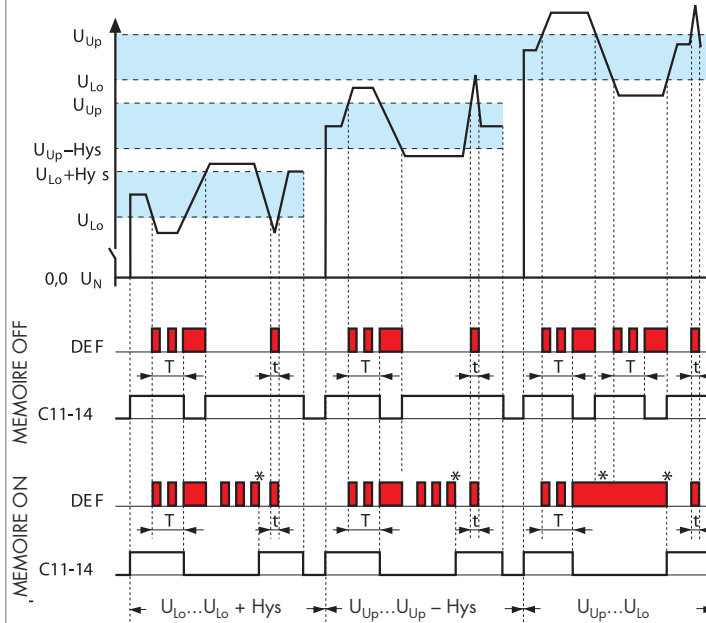 U_Up
U_Lo
U_Up
U_Up–Hys
U_Lo+Hy s
U_Lo
0,0 U_N
MEMOIRE OFF
DEF
T t T t T T t
C11-14
MEMOIRE ON
DEF
* * * *
T t T t T t
C11-14
U_Lo...U_Lo + Hys U_Up...U_Up – Hys U_Up...U_Lo